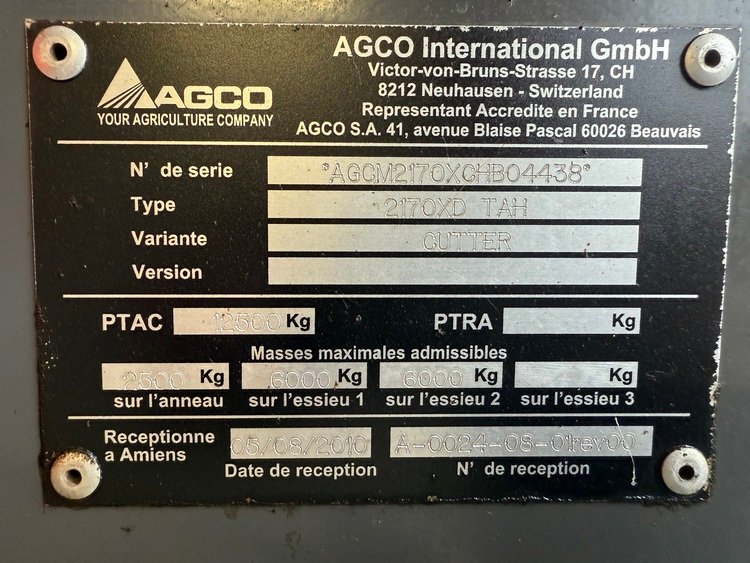 AGCO International GmbH
Victor-von-Bruns-Strasse 17, CH
8212 Neuhausen - Switzerland
Representant Accredite en France
AGCO S.A. 41, avenue Blaise Pascal 60026 Beauvais
AGCO
YOUR AGRICULTURE COMPANY
N' de serie *AGCM2170XCHB04438*
Type 2170XD TAH
Variante CUTTER
Version
PTAC 12500 Kg PTRA Kg
Masses maximales admissibles
2500 Kg 6000 Kg 6000 Kg Kg
sur l'anneau sur l'essieu 1 sur l'essieu 2 sur l'essieu 3
Receptionne
a Amiens
05/08/2010 A-0024-08-01rev00
Date de reception N' de reception